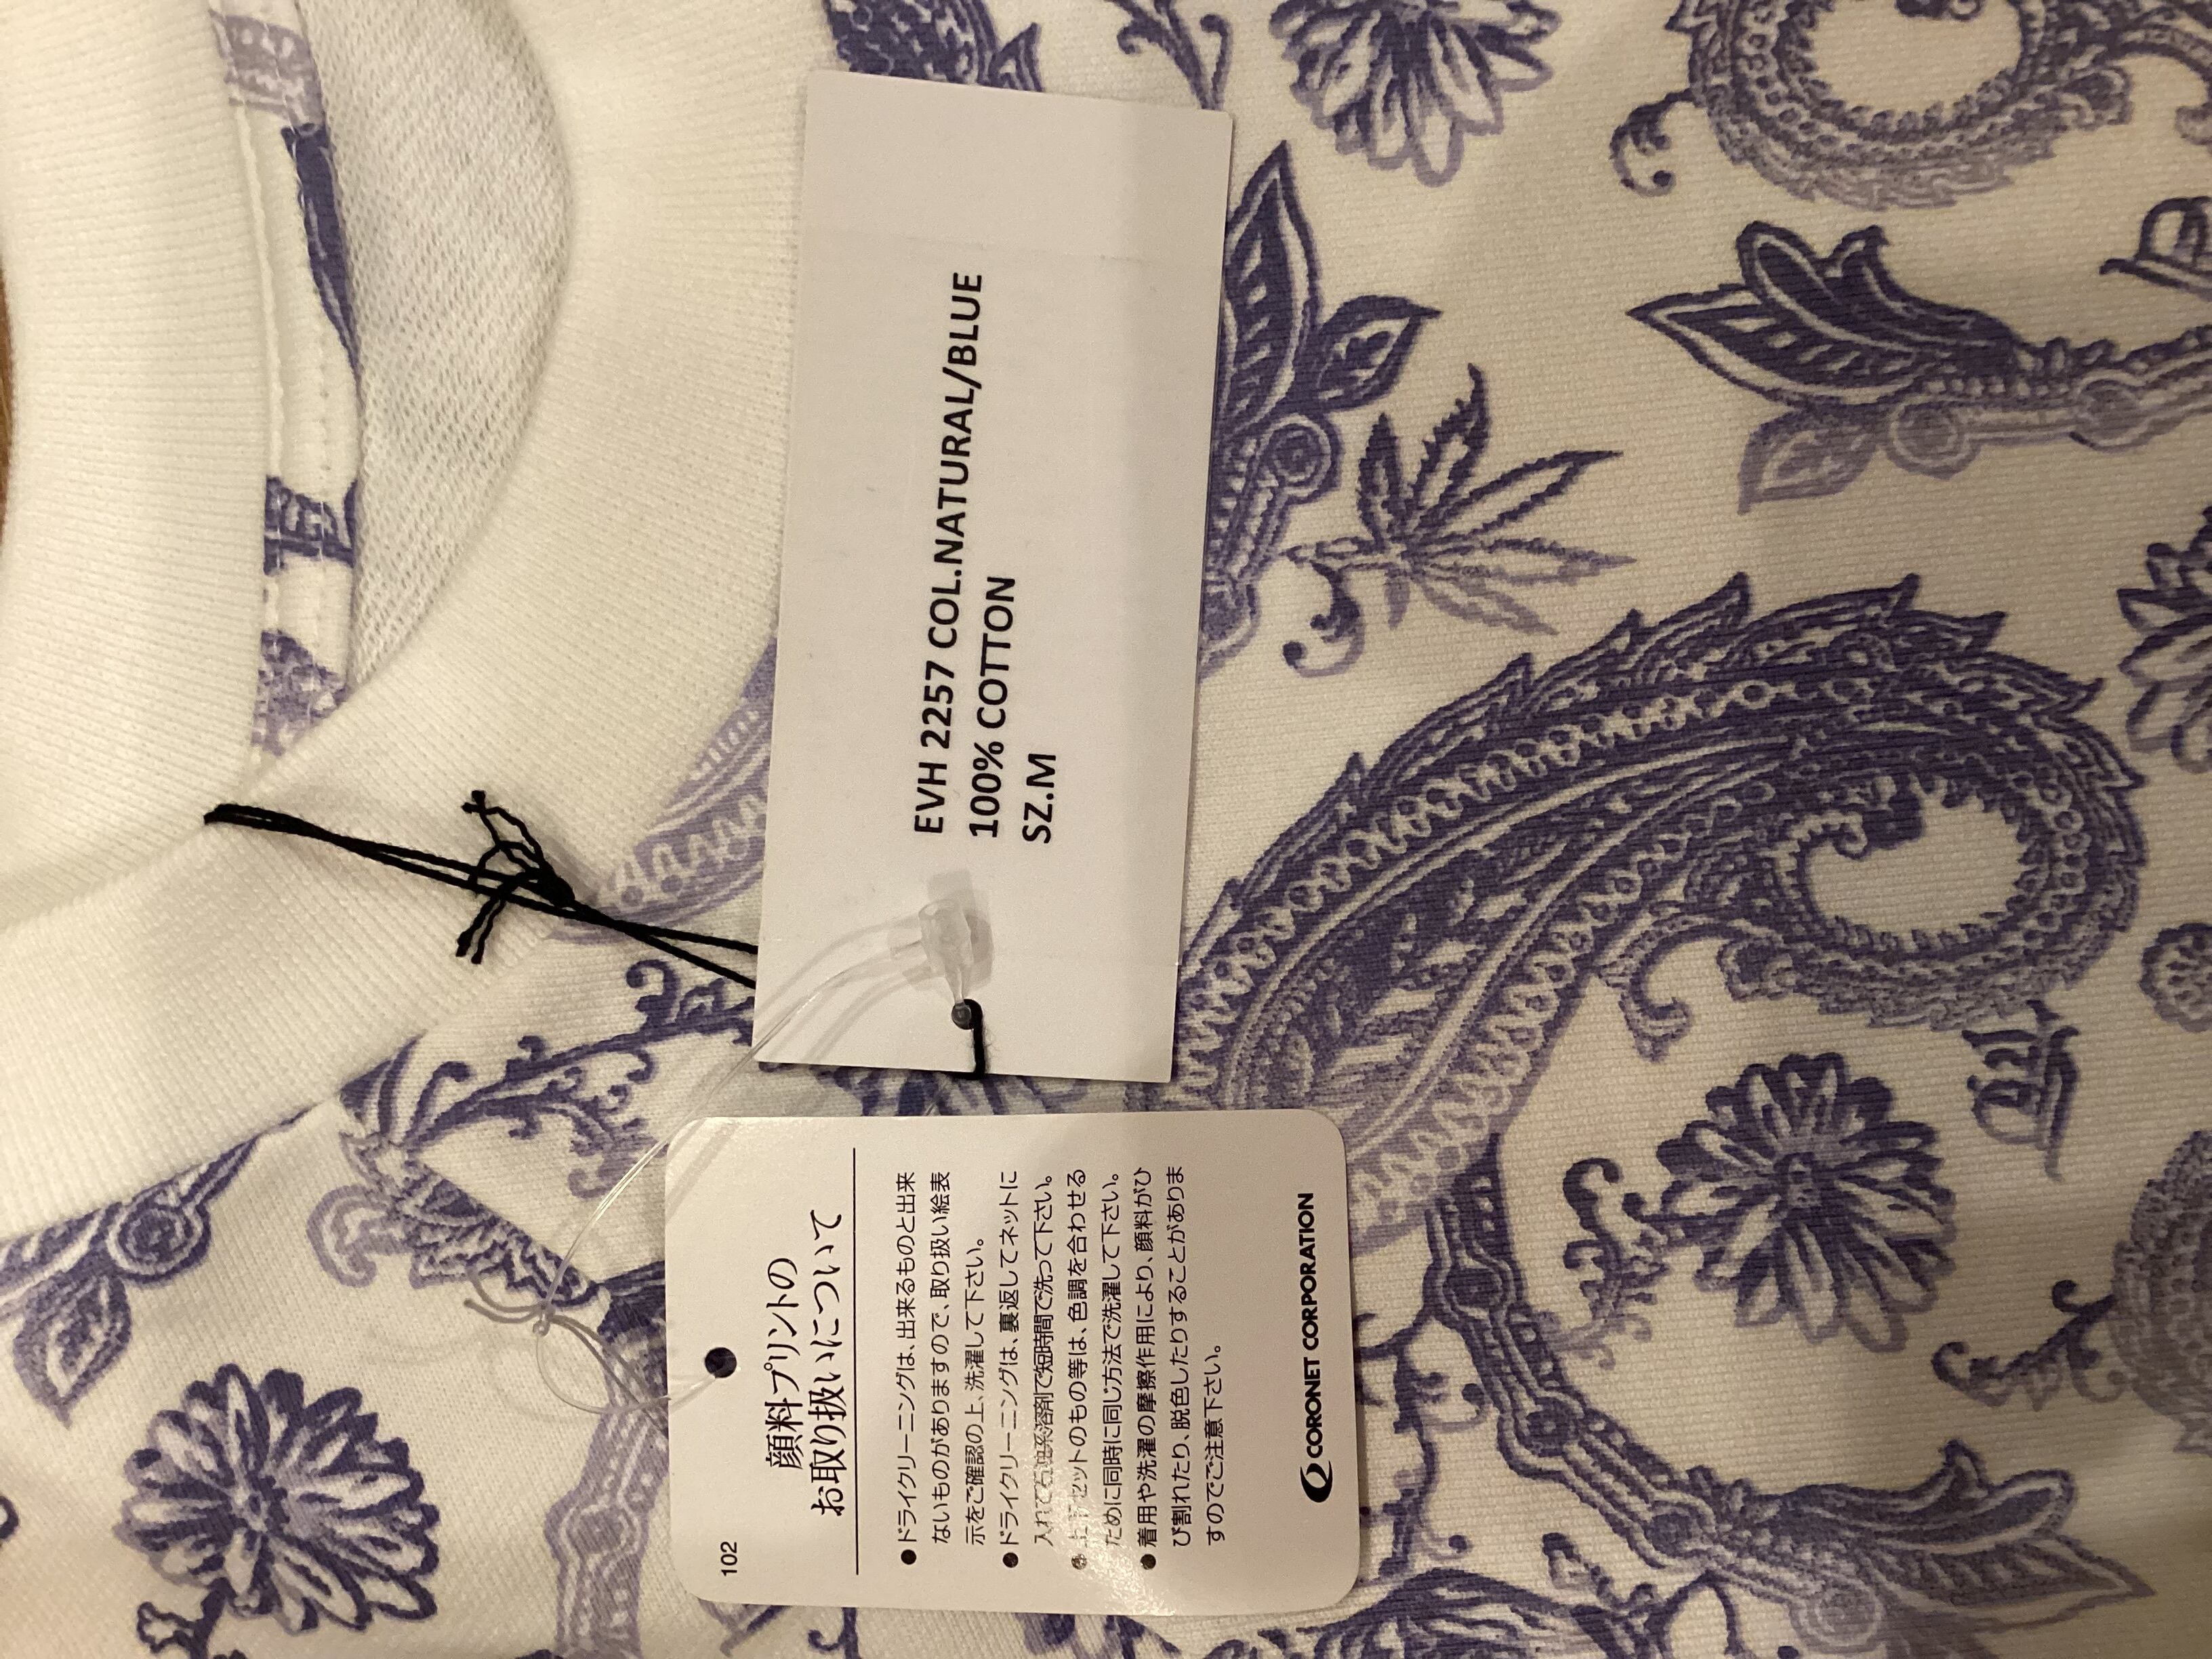 EVH 2257 COL.NATURAL/BLUE
100% COTTON
SZ.M
102
顔料プリントの
お取り扱いについて
●ドライクリーニングは、出来るものと出来
ないものがありますので、取り扱い絵表
示をご確認の上、洗濯して下さい。
●ドライクリーニングは、裏返してネットに
入れて石油系溶剤で短時間で洗って下さい。
●上下セットのもの等は、色調を合わせる
ために同時に同じ方法で洗濯して下さい。
●着用や洗濯の摩擦作用により、顔料がひ
び割れたり、脱色したりすることがありま
すのでご注意下さい。
CORONET CORPORATION